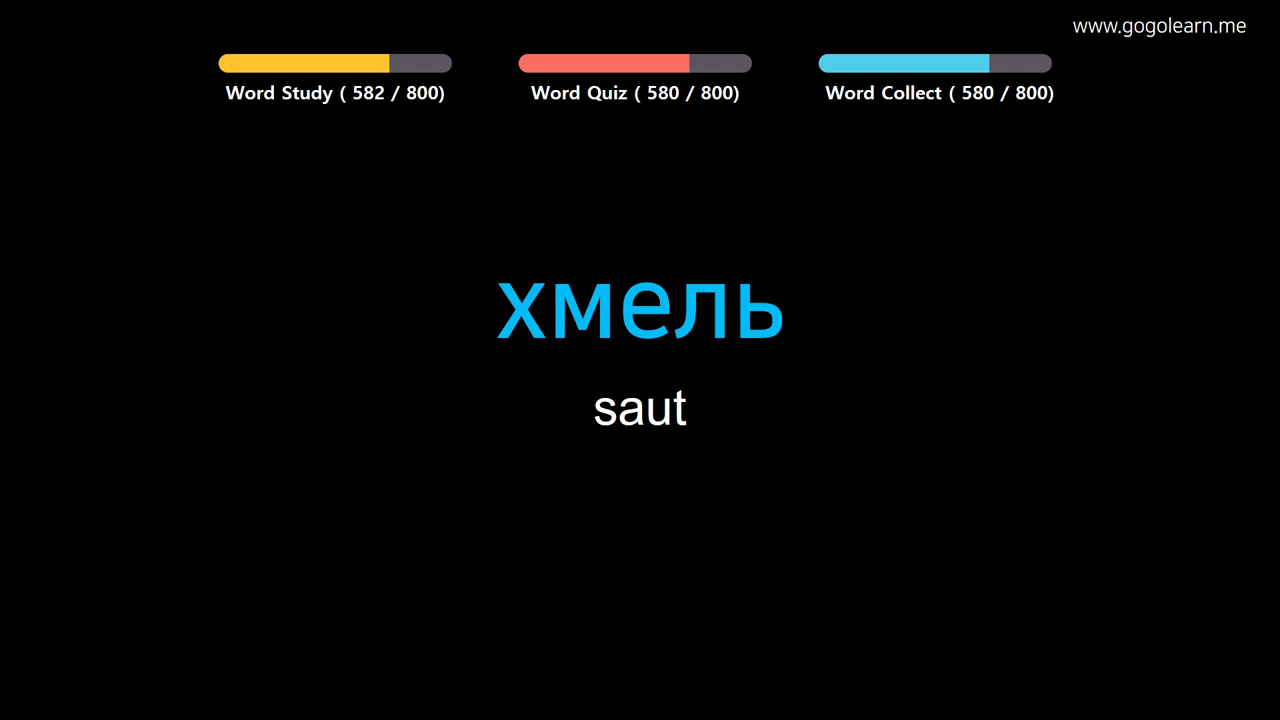 www.gogolearn.me
Word Study ( 582 / 800)
Word Quiz ( 580 / 800)
Word Collect ( 580 / 800)
хмель
saut